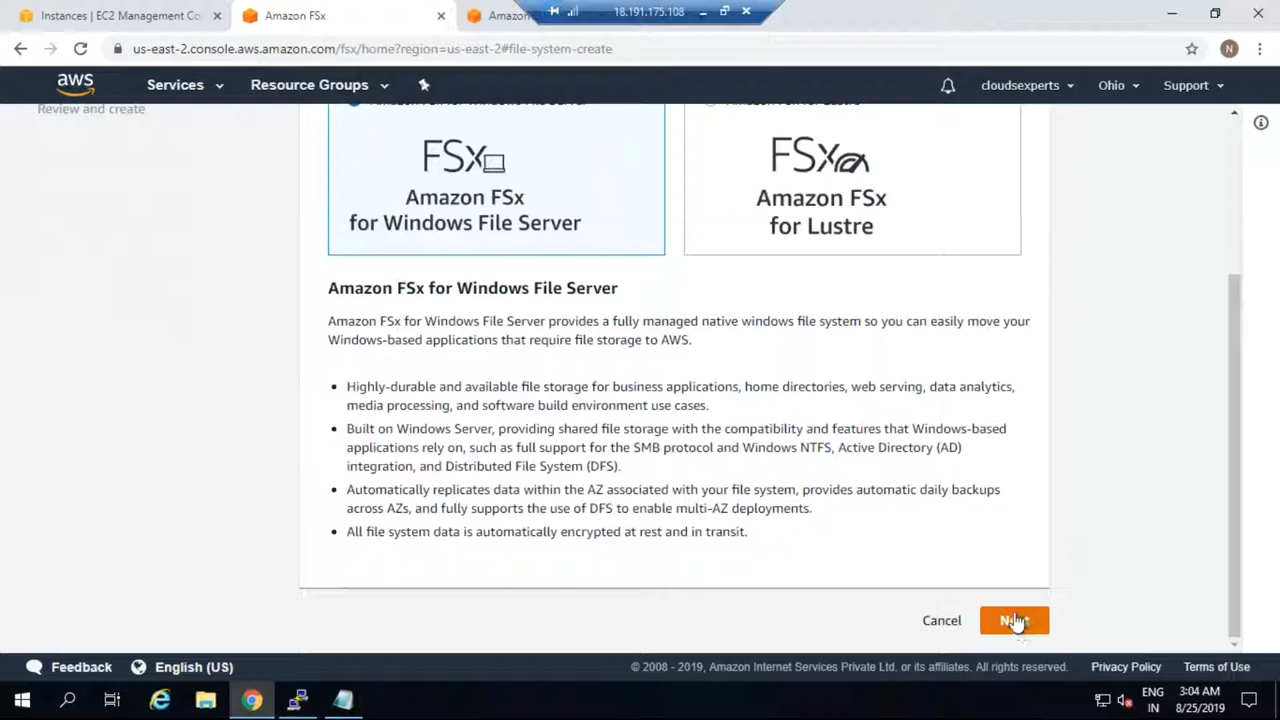 Instances | EC2 Management Co
Amazon FSx
Amazon
18.191.175.108
us-east-2.console.aws.amazon.com/fsx/home?region=us-east-2#file-system-create
N
aws
Services
Resource Groups
cloudsexperts
Ohio
Support
Review and create
FSx
Amazon FSx
for Windows File Server
FSx
Amazon FSx
for Lustre
Amazon FSx for Windows File Server
Amazon FSx for Windows File Server provides a fully managed native windows file system so you can easily move your
Windows-based applications that require file storage to AWS.
Highly-durable and available file storage for business applications, home directories, web serving, data analytics,
media processing, and software build environment use cases.
Built on Windows Server, providing shared file storage with the compatibility and features that Windows-based
applications rely on, such as full support for the SMB protocol and Windows NTFS, Active Directory (AD)
integration, and Distributed File System (DFS).
Automatically replicates data within the AZ associated with your file system, provides automatic daily backups
across AZs, and fully supports the use of DFS to enable multi-AZ deployments.
All file system data is automatically encrypted at rest and in transit.
Cancel
Next
Feedback
English (US)
© 2008 - 2019, Amazon Internet Services Private Ltd. or its affiliates. All rights reserved.
Privacy Policy
Terms of Use
ENG
IN
3:04 AM
8/25/2019